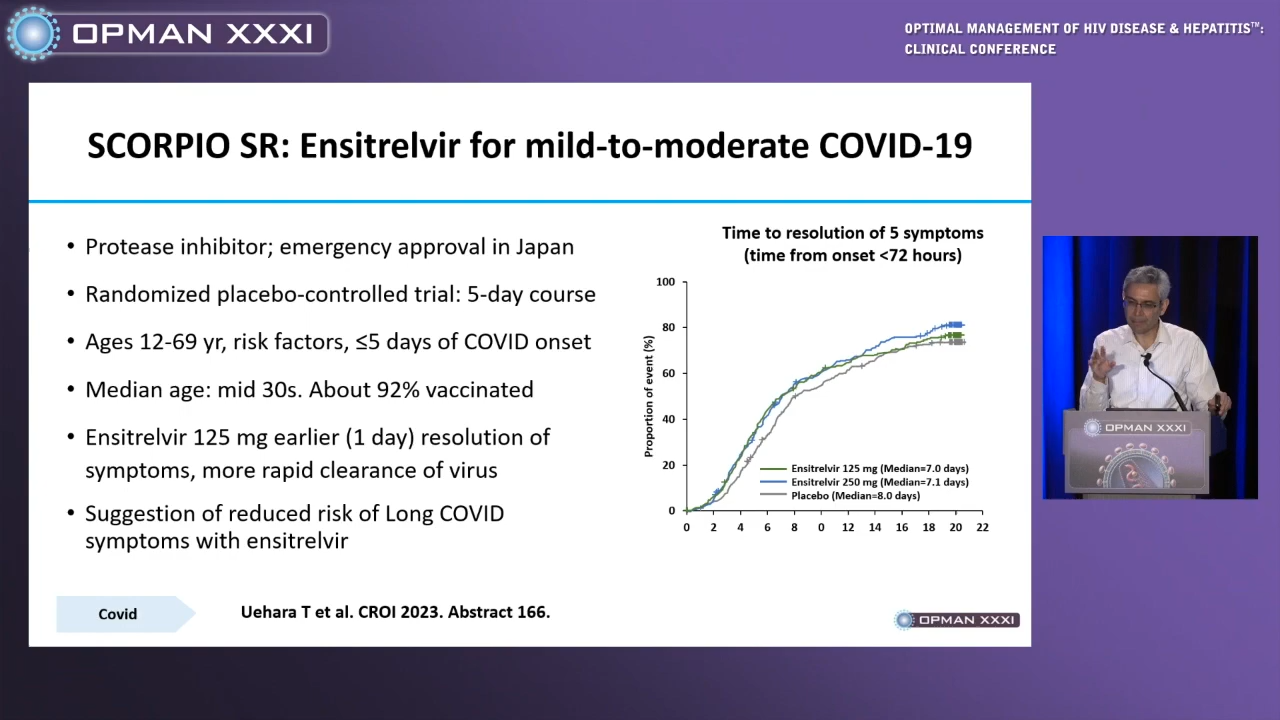 OPMAN XXXI
OPTIMAL MANAGEMENT OF HIV DISEASE & HEPATITIS™:
CLINICAL CONFERENCE
SCORPIO SR: Ensitrelvir for mild-to-moderate COVID-19
• Protease inhibitor; emergency approval in Japan
• Randomized placebo-controlled trial: 5-day course
• Ages 12-69 yr, risk factors, ≤5 days of COVID onset
• Median age: mid 30s. About 92% vaccinated
• Ensitrelvir 125 mg earlier (1 day) resolution of
symptoms, more rapid clearance of virus
• Suggestion of reduced risk of Long COVID
symptoms with ensitrelvir
Time to resolution of 5 symptoms
(time from onset <72 hours)
Proportion of event (%)
100
80
60
40
20
0
Ensitrelvir 125 mg (Median=7.0 days)
Ensitrelvir 250 mg (Median=7.1 days)
Placebo (Median=8.0 days)
0 2 4 6 8 0 12 14 16 18 20 22
Covid
Uehara T et al. CROI 2023. Abstract 166.
OPMAN XXXI
OPMAN XXXI